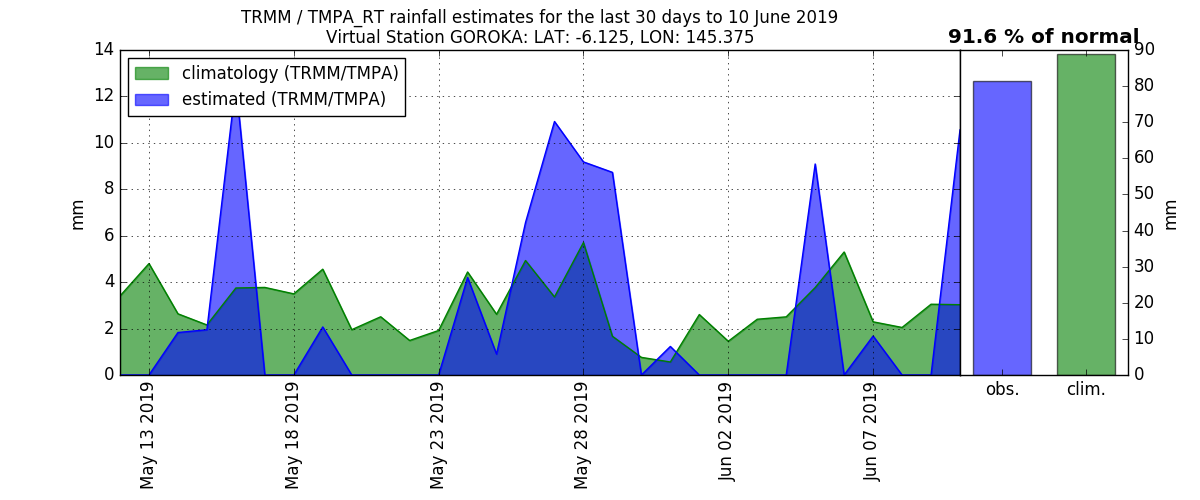 TRMM / TMPA_RT rainfall estimates for the last 30 days to 10 June 2019
Virtual Station GOROKA: LAT: -6.125, LON: 145.375
91.6 % of normal
climatology (TRMM/TMPA)
estimated (TRMM/TMPA)
14
12
10
8
6
4
2
0
mm
May 13 2019
May 18 2019
May 23 2019
May 28 2019
Jun 02 2019
Jun 07 2019
obs.
clim.
90
80
70
60
50
40
30
20
10
0
mm